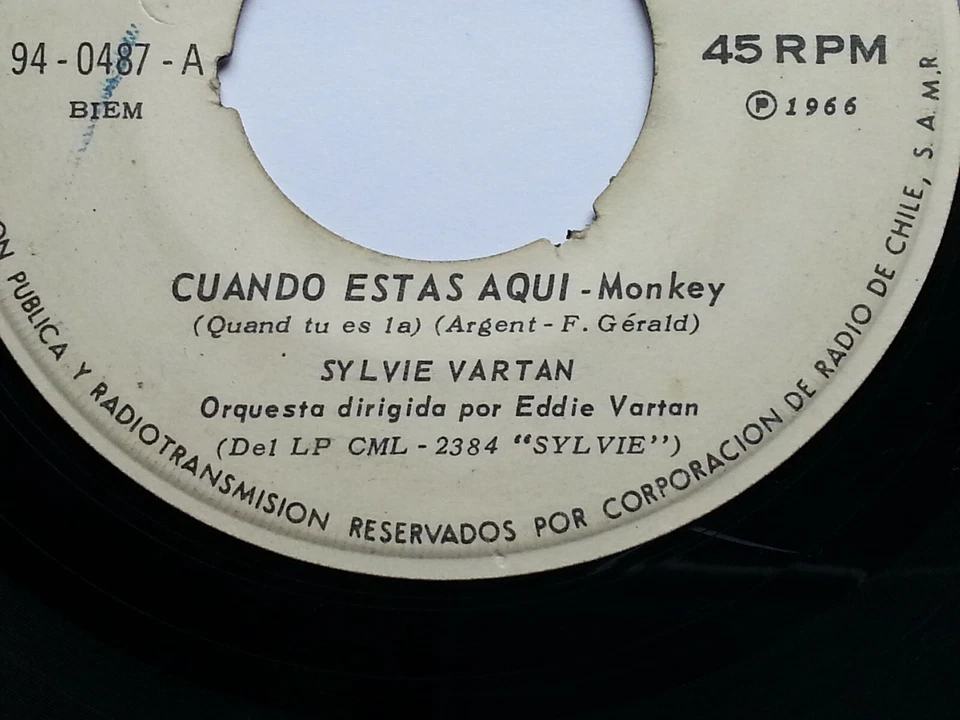 94-0487-A
BIEM
45 RPM
Ⓟ 1966
CUANDO ESTAS AQUI - Monkey
(Quand tu es la) (Argent - F. Gérald)
SYLVIE VARTAN
Orquesta dirigida por Eddie Vartan
(Del LP CML - 2384 “SYLVIE”)
PUBLICA Y RADIOTRANSMISION RESERVADOS POR CORPORACION DE RADIO DE CHILE, S. A. M.R